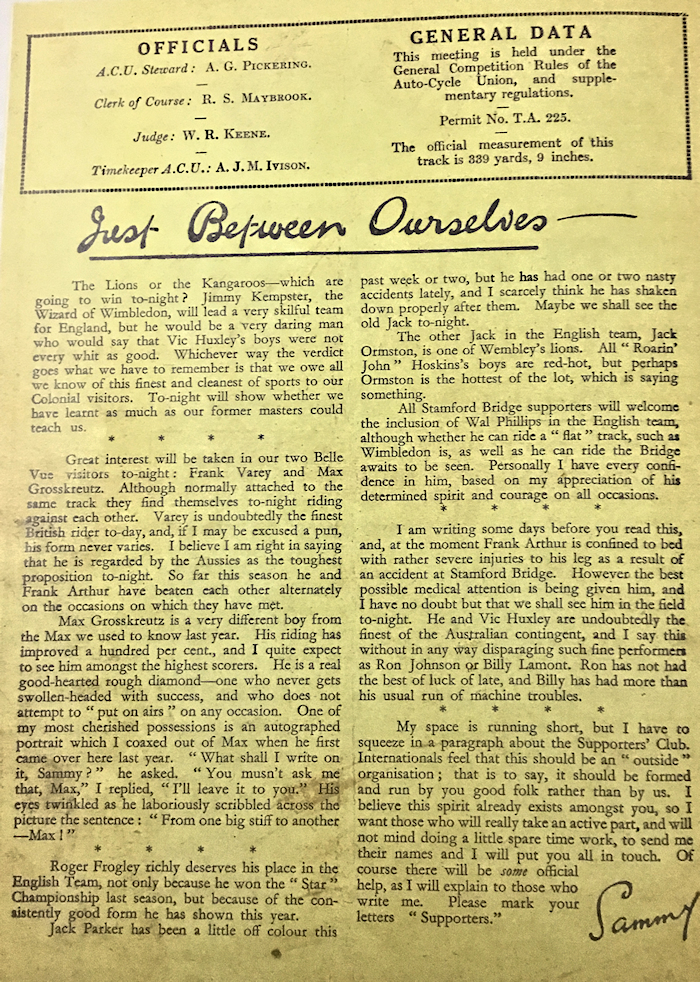 OFFICIALS
A.C.U. Steward: A. G. PICKERING.
Clerk of Course: R. S. MAYBROOK.
Judge: W. R. KEENE.
Timekeeper A.C.U.: A. J. M. IVISON.
GENERAL DATA
This meeting is held under the
General Competition Rules of the
Auto-Cycle Union, and supple-
mentary regulations.
Permit No. T.A. 225.
The official measurement of this
track is 339 yards, 9 inches.
Just Between Ourselves —
The Lions or the Kangaroos—which are
going to win to-night? Jimmy Kempster, the
Wizard of Wimbledon, will lead a very skilful team
for England, but he would be a very daring man
who would say that Vic Huxley's boys were not
every whit as good. Whichever way the verdict
goes what we have to remember is that we owe all
we know of this finest and cleanest of sports to our
Colonial visitors. To-night will show whether we
have learnt as much as our former masters could
teach us.
* * * *
Great interest will be taken in our two Belle
Vue visitors to-night: Frank Varey and Max
Grosskreutz. Although normally attached to the
same track they find themselves to-night riding
against each other. Varey is undoubtedly the finest
British rider to-day, and, if I may be excused a pun,
his form never varies. I believe I am right in saying
that he is regarded by the Aussies as the toughest
proposition to-night. So far this season he and
Frank Arthur have beaten each other alternately
on the occasions on which they have met.
Max Grosskreutz is a very different boy from
the Max we used to know last year. His riding has
improved a hundred per cent., and I quite expect
to see him amongst the highest scorers. He is a real
good-hearted rough diamond—one who never gets
swollen-headed with success, and who does not
attempt to "put on airs" on any occasion. One of
my most cherished possessions is an autographed
portrait which I coaxed out of Max when he first
came over here last year. "What shall I write on
it, Sammy?" he asked. "You musn't ask me
that, Max," I replied, "I'll leave it to you." His
eyes twinkled as he laboriously scribbled across the
picture the sentence: "From one big stiff to another
—Max!"
* * * *
Roger Frogley richly deserves his place in the
English Team, not only because he won the "Star"
Championship last season, but because of the con-
sistently good form he has shown this year.
Jack Parker has been a little off colour this
past week or two, but he has had one or two nasty
accidents lately, and I scarcely think he has shaken
down properly after them. Maybe we shall see the
old Jack to-night.
The other Jack in the English team, Jack
Ormston, is one of Wembley's lions. All "Roarin'
John" Hoskins's boys are red-hot, but perhaps
Ormston is the hottest of the lot, which is saying
something.
All Stamford Bridge supporters will welcome
the inclusion of Wal Phillips in the English team,
although whether he can ride a "flat" track, such as
Wimbledon is, as well as he can ride the Bridge
awaits to be seen. Personally I have every confi-
dence in him, based on my appreciation of his
determined spirit and courage on all occasions.
* * * *
I am writing some days before you read this,
and, at the moment Frank Arthur is confined to bed
with rather severe injuries to his leg as a result of
an accident at Stamford Bridge. However the best
possible medical attention is being given him, and
I have no doubt but that we shall see him in the field
to-night. He and Vic Huxley are undoubtedly the
finest of the Australian contingent, and I say this
without in any way disparaging such fine performers
as Ron Johnson or Billy Lamont. Ron has not had
the best of luck of late, and Billy has had more than
his usual run of machine troubles.
* * * *
My space is running short, but I have to
squeeze in a paragraph about the Supporters' Club.
Internationals feel that this should be an "outside"
organisation; that is to say, it should be formed
and run by you good folk rather than by us. I
believe this spirit already exists amongst you, so I
want those who will really take an active part, and will
not mind doing a little spare time work, to send me
their names and I will put you all in touch. Of
course there will be some official
help, as I will explain to those who
write me. Please mark your
letters "Supporters."
Sammy